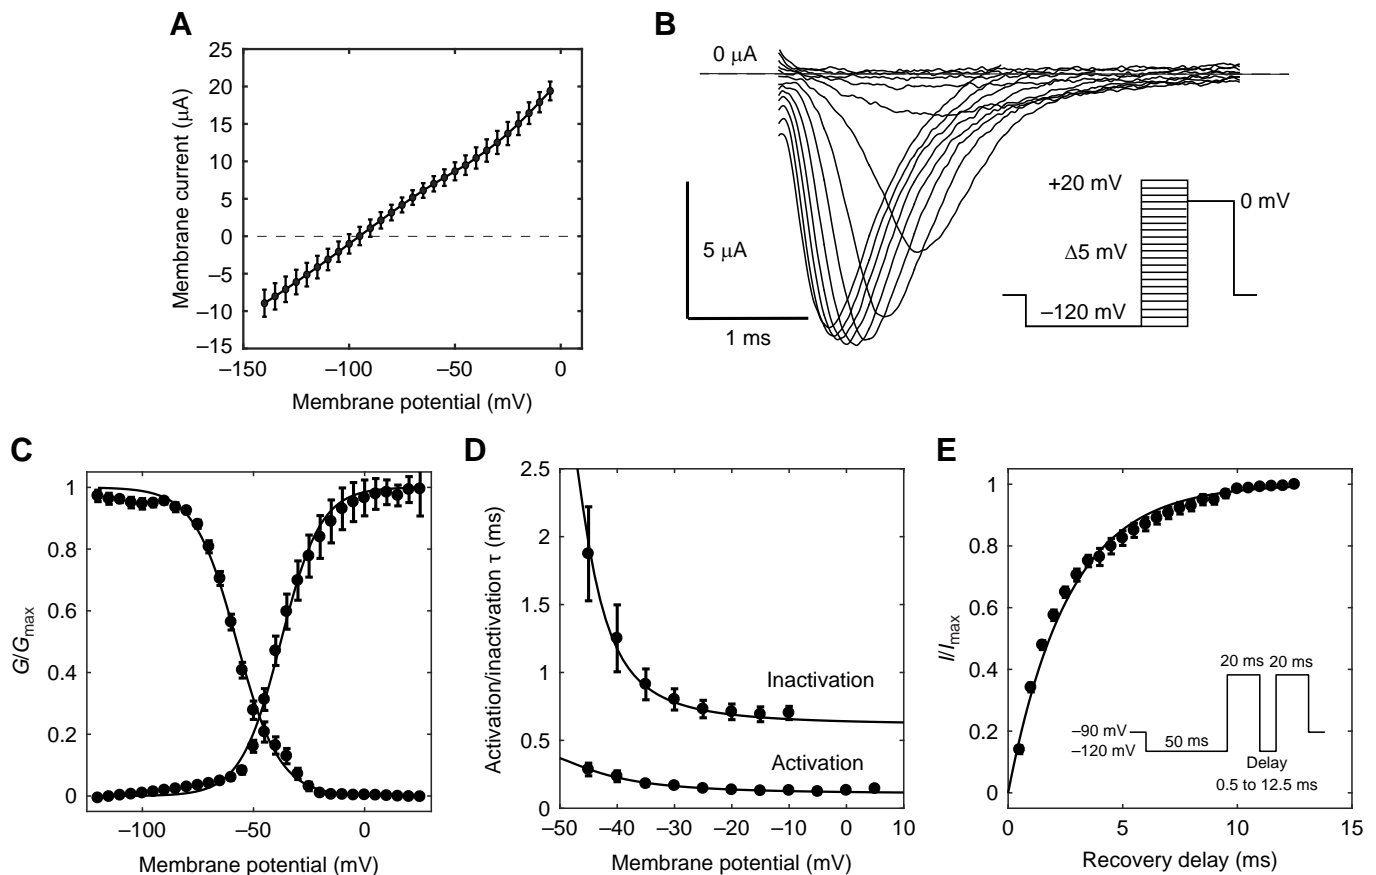 A
25
20
15
10
5
0
–5
–10
–15
–150
–100
–50
0
Membrane current (μA)
Membrane potential (mV)
B
0 μA
5 μA
1 ms
+20 mV
0 mV
Δ5 mV
–120 mV
C
1
0.8
0.6
0.4
0.2
0
–100
–50
0
G/Gmax
Membrane potential (mV)
D
2.5
2
1.5
1
0.5
0
–50
–40
–30
–20
–10
0
10
Activation/inactivation τ (ms)
Inactivation
Activation
Membrane potential (mV)
E
1
0.8
0.6
0.4
0.2
0
0
5
10
15
I/Imax
20 ms 20 ms
–90 mV
–120 mV
50 ms
Delay
0.5 to 12.5 ms
Recovery delay (ms)